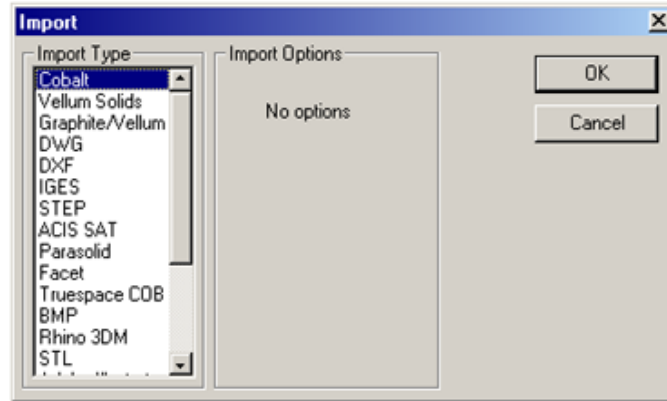 Import
Import Type
Import Options
Cobalt
Vellum Solids
Graphite/Vellum
DWG
DXF
IGES
STEP
ACIS SAT
Parasolid
Facet
Truespace COB
BMP
Rhino 3DM
STL
No options
OK
Cancel